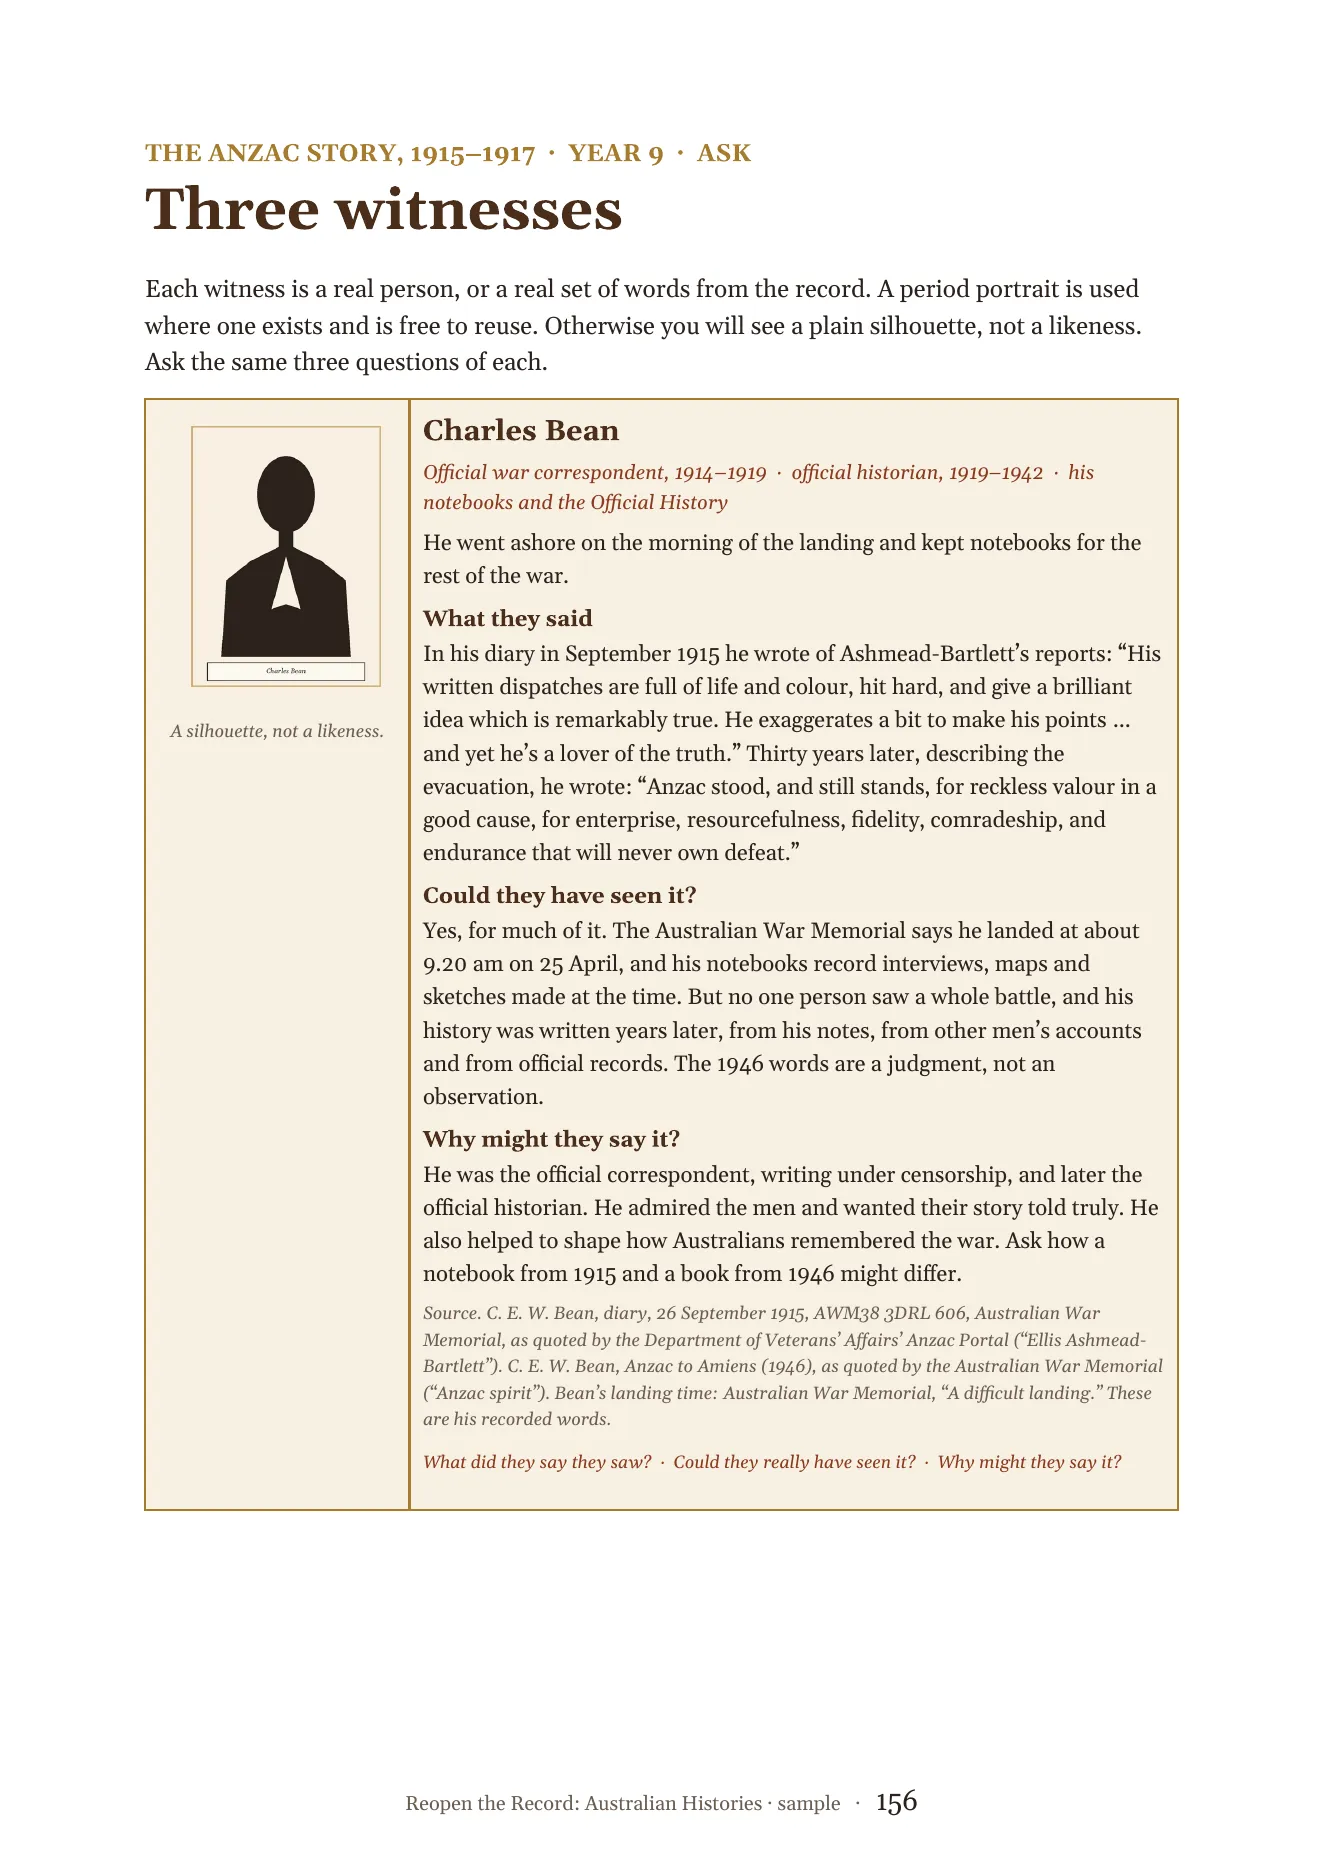 THE ANZAC STORY, 1915–1917 · YEAR 9 · ASK
Three witnesses
Each witness is a real person, or a real set of words from the record. A period portrait is used
where one exists and is free to reuse. Otherwise you will see a plain silhouette, not a likeness.
Ask the same three questions of each.
Charles Bean
A silhouette, not a likeness.
Charles Bean
Official war correspondent, 1914–1919 · official historian, 1919–1942 · his
notebooks and the Official History
He went ashore on the morning of the landing and kept notebooks for the
rest of the war.
What they said
In his diary in September 1915 he wrote of Ashmead-Bartlett’s reports: “His
written dispatches are full of life and colour, hit hard, and give a brilliant
idea which is remarkably true. He exaggerates a bit to make his points …
and yet he’s a lover of the truth.” Thirty years later, describing the
evacuation, he wrote: “Anzac stood, and still stands, for reckless valour in a
good cause, for enterprise, resourcefulness, fidelity, comradeship, and
endurance that will never own defeat.”
Could they have seen it?
Yes, for much of it. The Australian War Memorial says he landed at about
9.20 am on 25 April, and his notebooks record interviews, maps and
sketches made at the time. But no one person saw a whole battle, and his
history was written years later, from his notes, from other men’s accounts
and from official records. The 1946 words are a judgment, not an
observation.
Why might they say it?
He was the official correspondent, writing under censorship, and later the
official historian. He admired the men and wanted their story told truly. He
also helped to shape how Australians remembered the war. Ask how a
notebook from 1915 and a book from 1946 might differ.
Source. C. E. W. Bean, diary, 26 September 1915, AWM38 3DRL 606, Australian War
Memorial, as quoted by the Department of Veterans’ Affairs’ Anzac Portal (“Ellis Ashmead-
Bartlett”). C. E. W. Bean, Anzac to Amiens (1946), as quoted by the Australian War Memorial
(“Anzac spirit”). Bean’s landing time: Australian War Memorial, “A difficult landing.” These
are his recorded words.
What did they say they saw? · Could they really have seen it? · Why might they say it?
Reopen the Record: Australian Histories · sample · 156